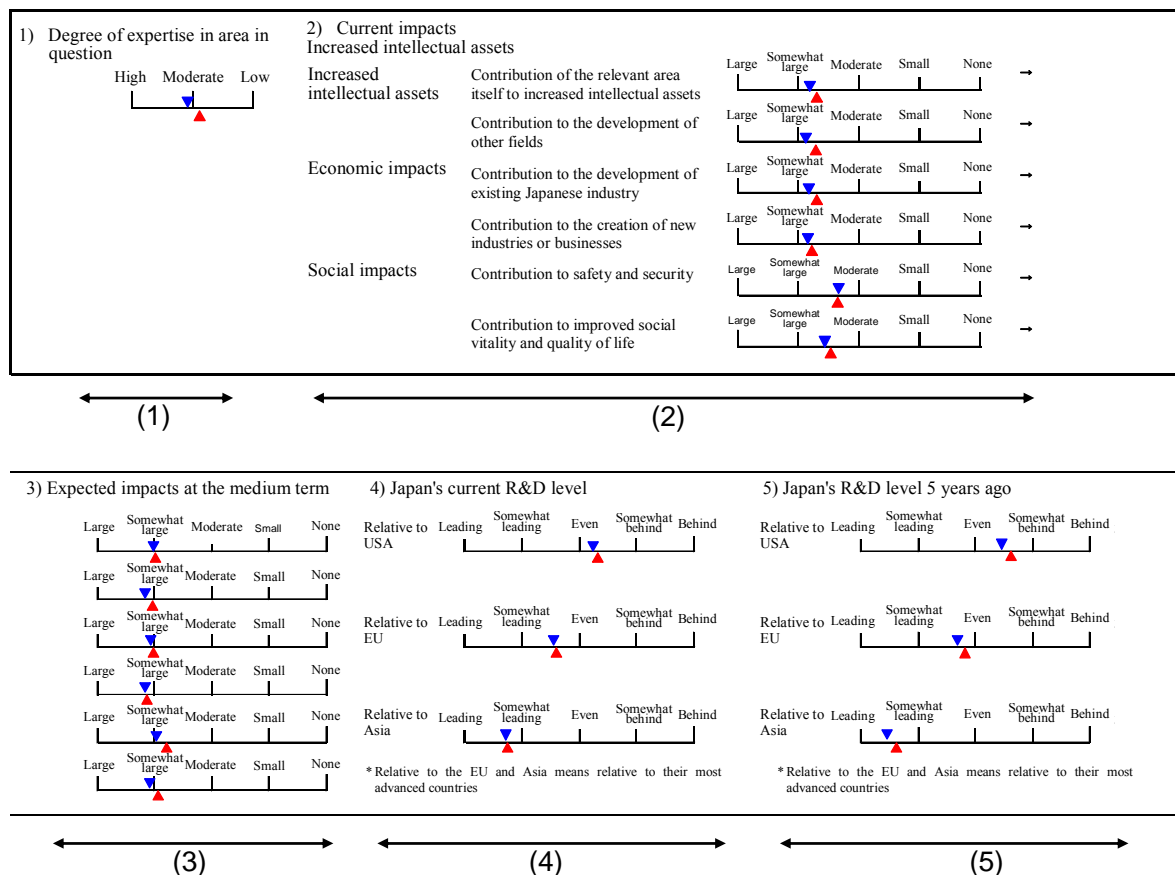 1) Degree of expertise in area in
question
High Moderate Low
2) Current impacts
Increased intellectual assets
Increased
intellectual assets
Contribution of the relevant area
itself to increased intellectual assets
Large Somewhat large Moderate Small None →
Contribution to the development of
other fields
Large Somewhat large Moderate Small None →
Economic impacts
Contribution to the development of
existing Japanese industry
Large Somewhat large Moderate Small None →
Contribution to the creation of new
industries or businesses
Large Somewhat large Moderate Small None →
Social impacts
Contribution to safety and security
Large Somewhat large Moderate Small None →
Contribution to improved social
vitality and quality of life
Large Somewhat large Moderate Small None →
(1)
(2)
3) Expected impacts at the medium term
Large Somewhat large Moderate Small None
Large Somewhat large Moderate Small None
Large Somewhat large Moderate Small None
Large Somewhat large Moderate Small None
Large Somewhat large Moderate Small None
Large Somewhat large Moderate Small None
4) Japan's current R&D level
Relative to
USA
Leading Somewhat leading Even Somewhat behind Behind
Relative to
EU
Leading Somewhat leading Even Somewhat behind Behind
Relative to
Asia
Leading Somewhat leading Even Somewhat behind Behind
* Relative to the EU and Asia means relative to their most
advanced countries
5) Japan's R&D level 5 years ago
Relative to
USA
Leading Somewhat leading Even Somewhat behind Behind
Relative to
EU
Leading Somewhat leading Even Somewhat behind Behind
Relative to
Asia
Leading Somewhat leading Even Somewhat behind Behind
* Relative to the EU and Asia means relative to their most
advanced countries
(3)
(4)
(5)